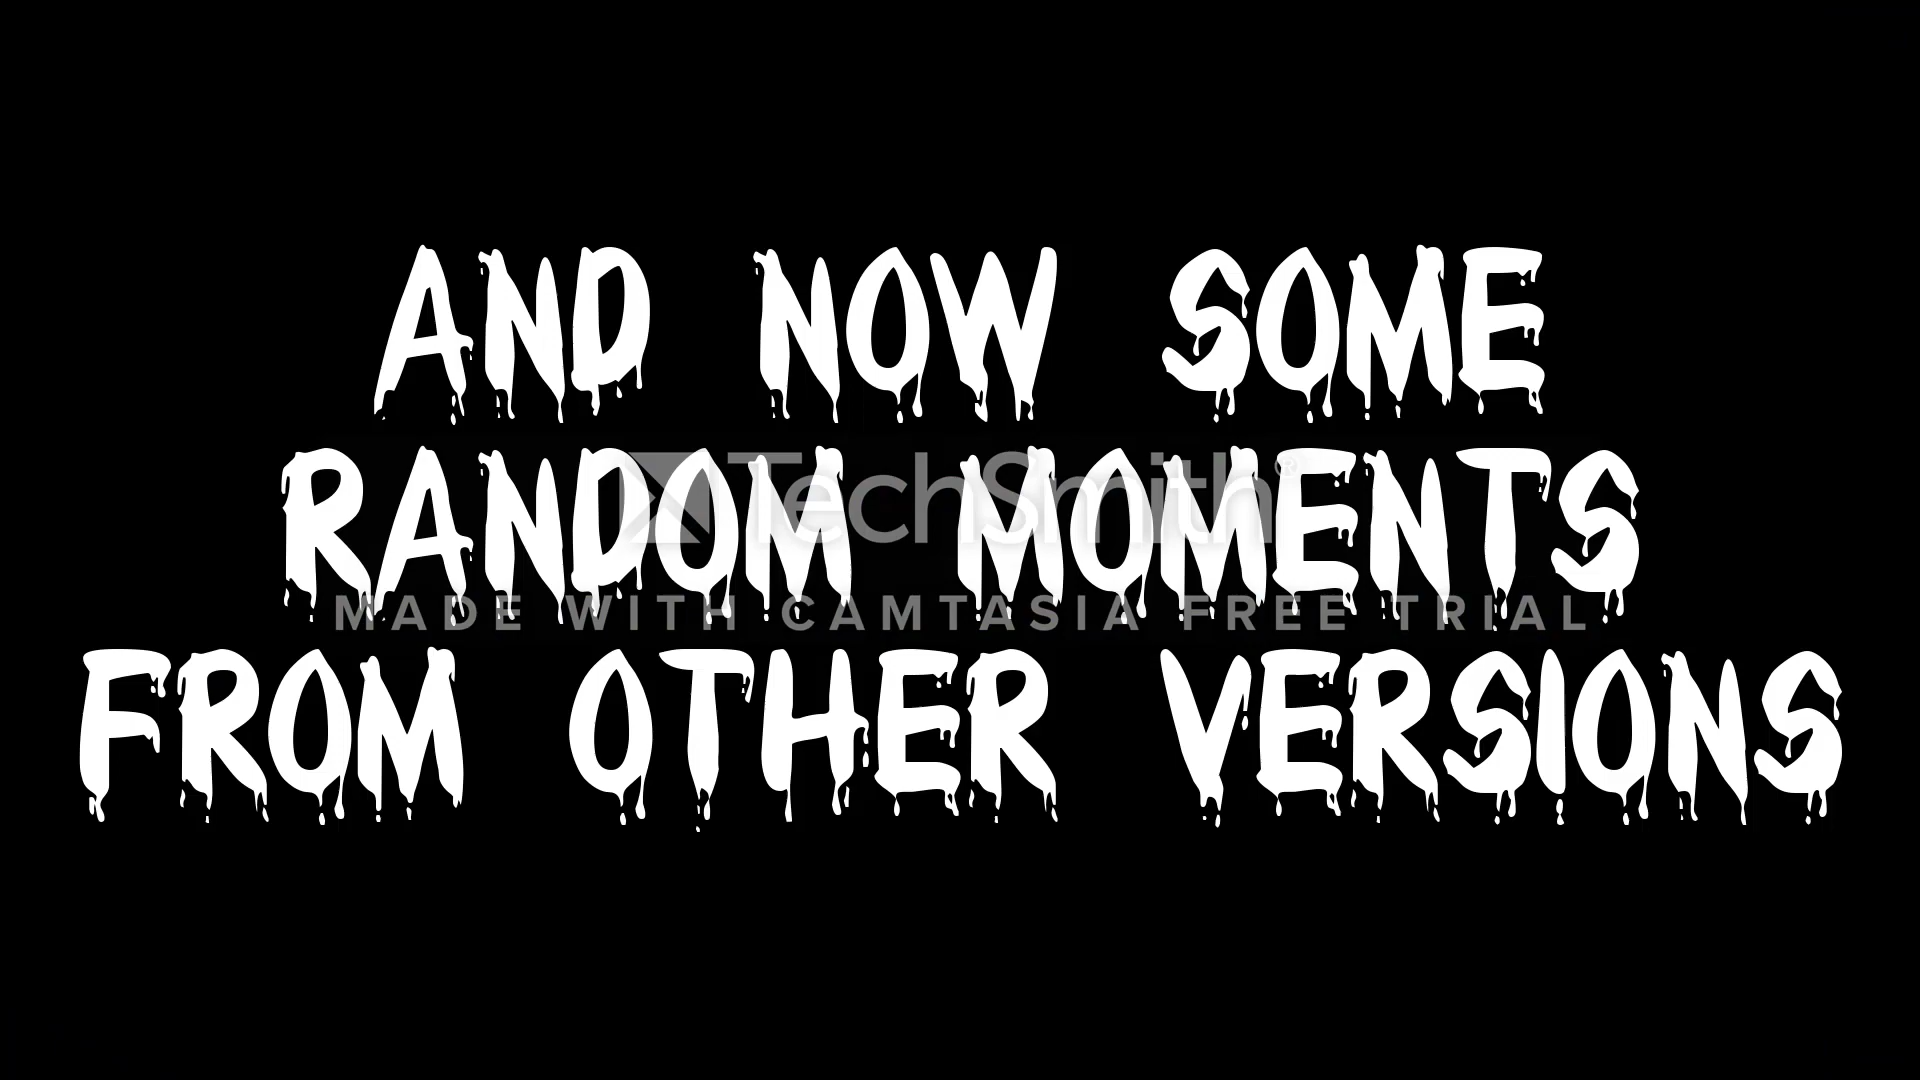 AND NOW SOME
RANDOM MOMENTS
TechSmith®
MADE WITH CAMTASIA FREE TRIAL
FROM OTHER VERSIONS